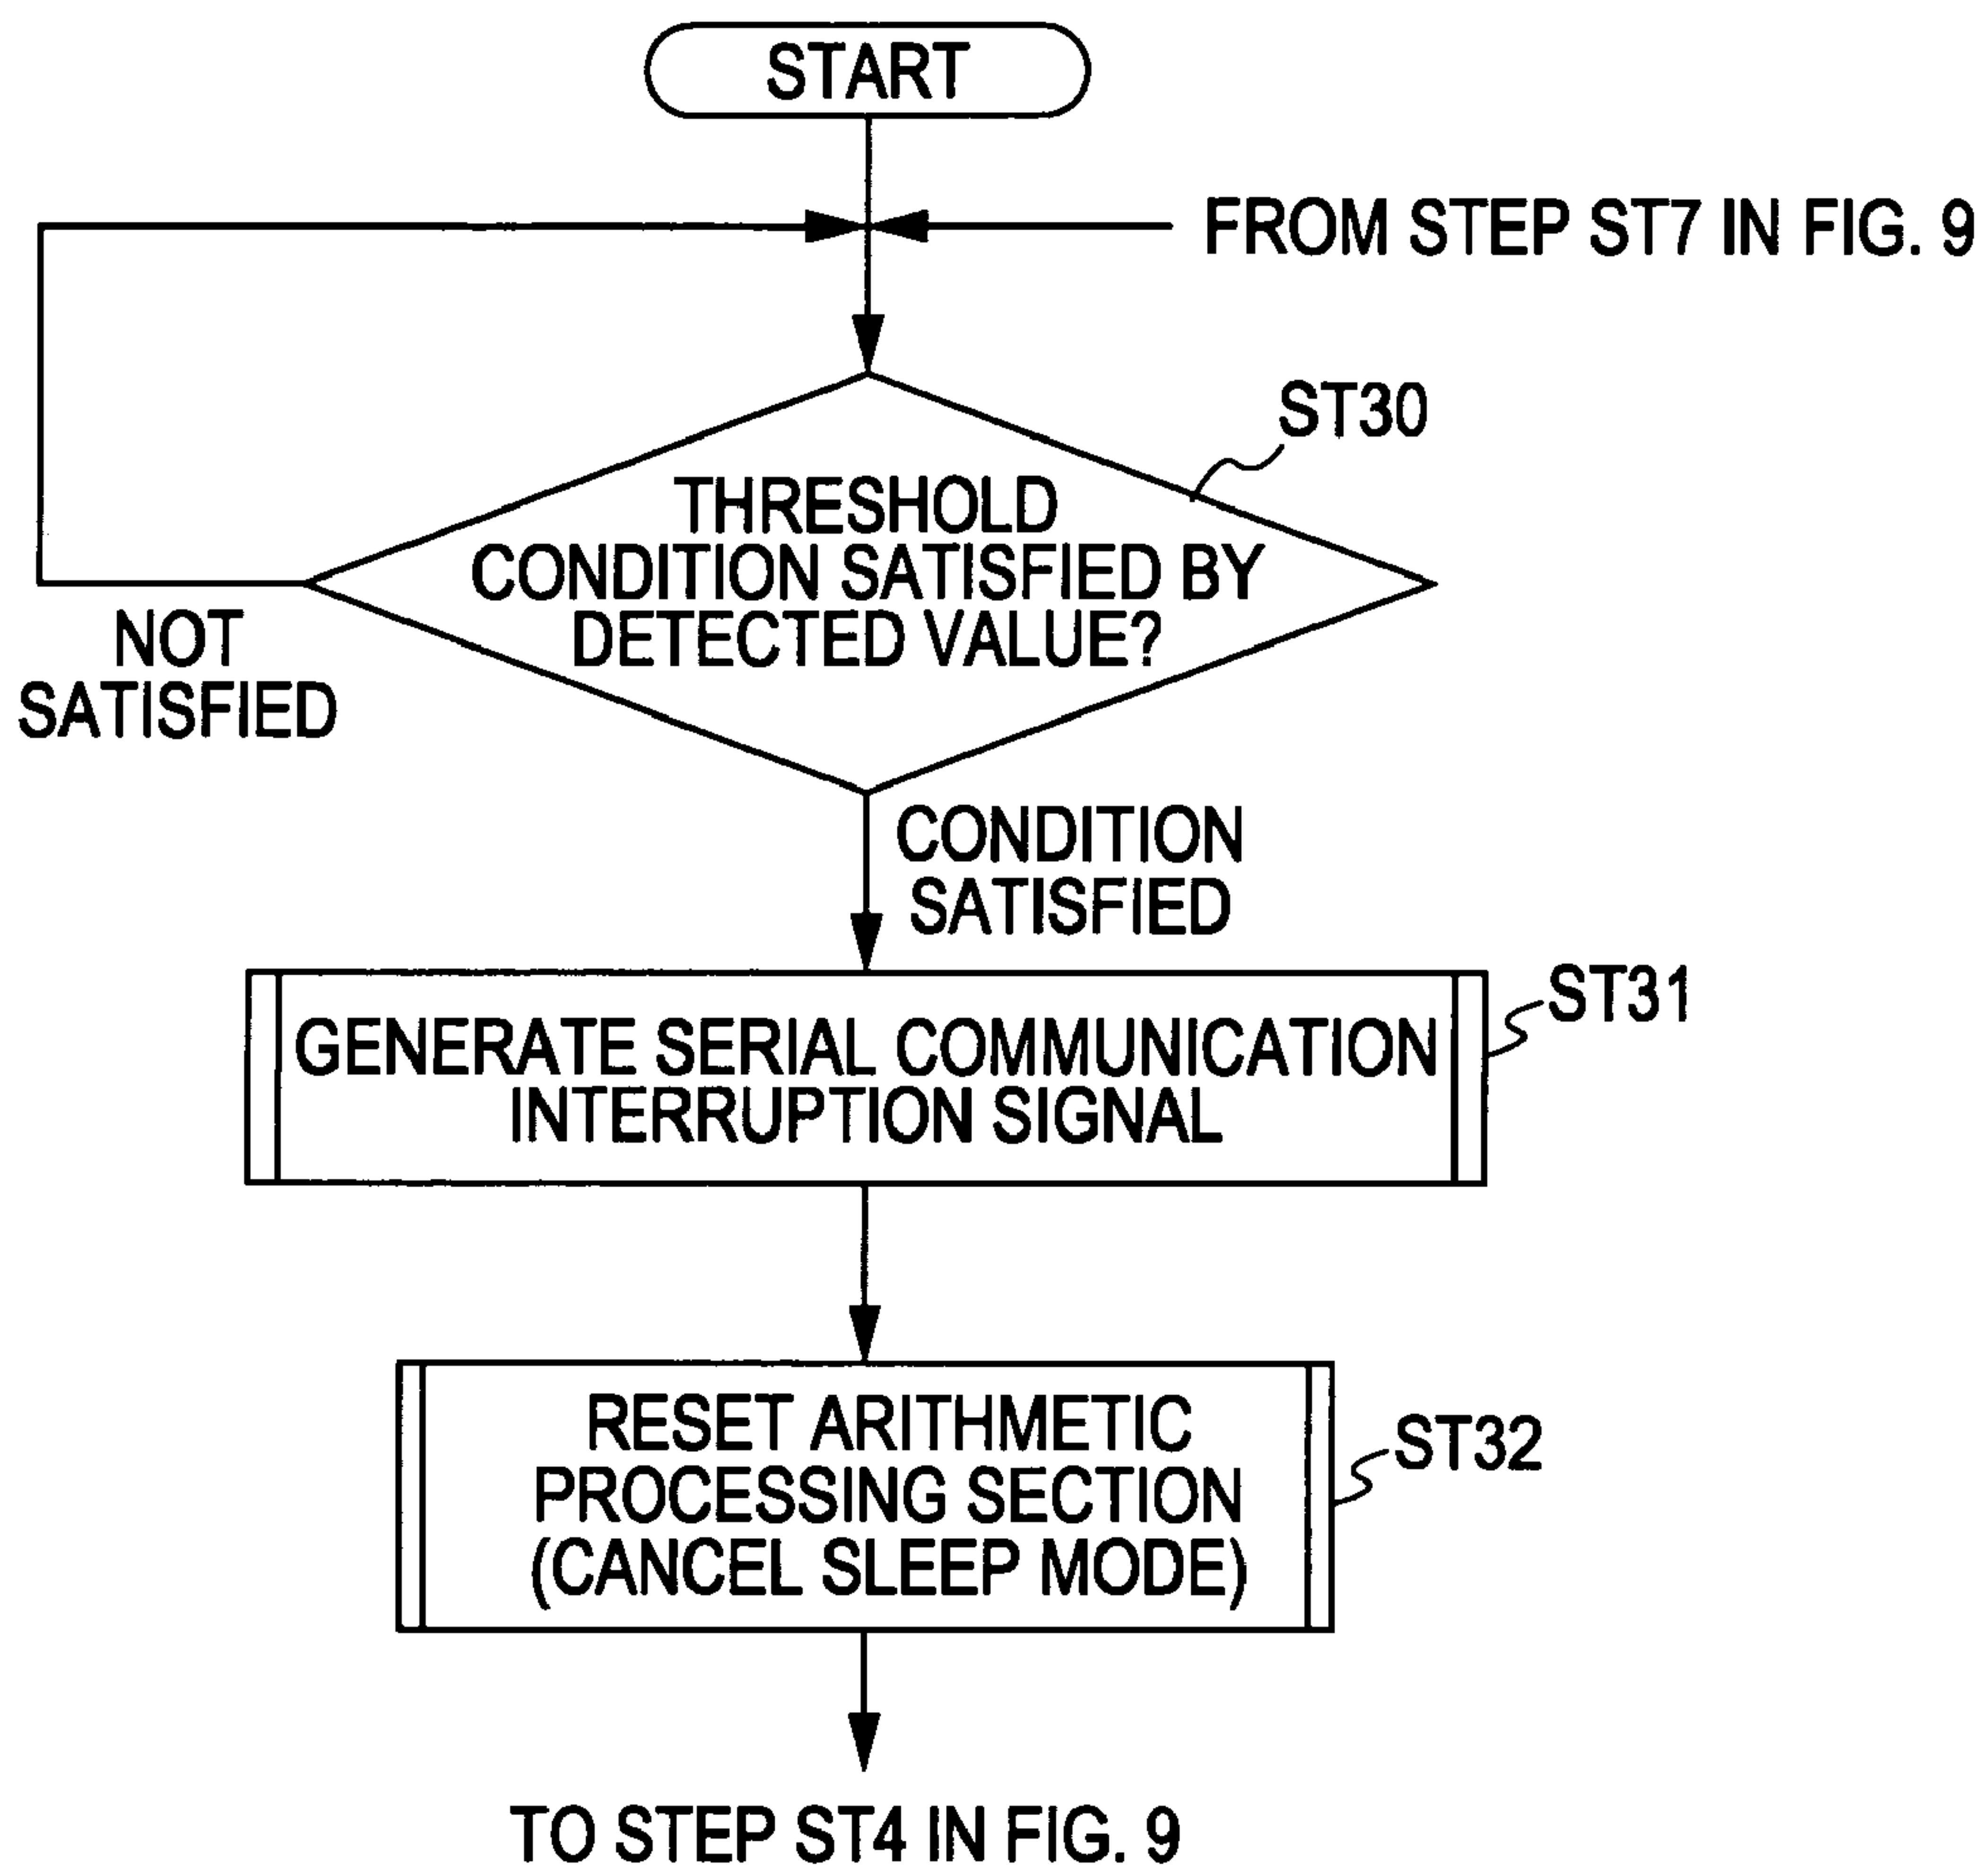 START
FROM STEP ST7 IN FIG. 9
ST30
THRESHOLD
CONDITION SATISFIED BY
DETECTED VALUE?
NOT
SATISFIED
CONDITION
SATISFIED
ST31
GENERATE SERIAL COMMUNICATION
INTERRUPTION SIGNAL
RESET ARITHMETIC
PROCESSING SECTION
(CANCEL SLEEP MODE)
ST32
TO STEP ST4 IN FIG. 9